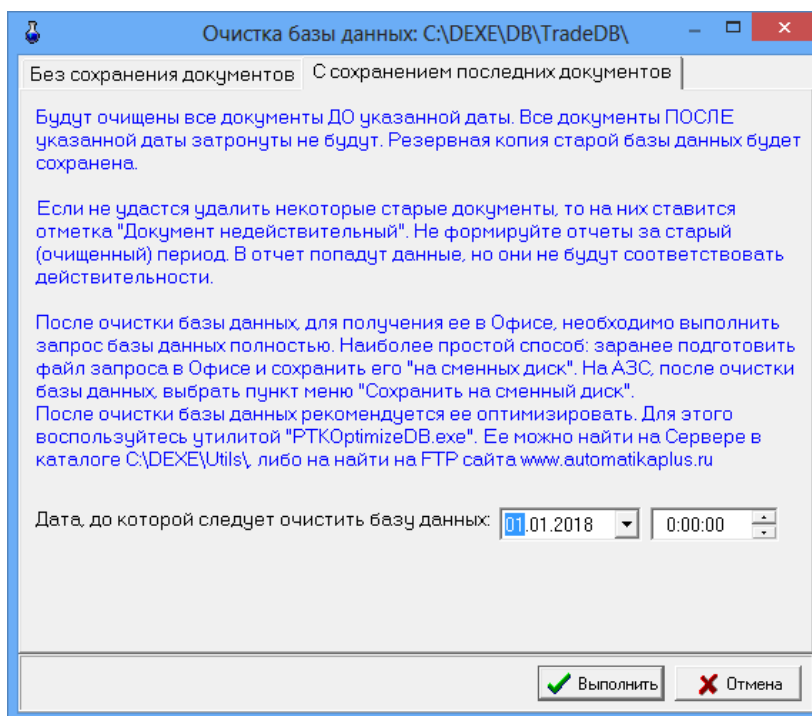 Очистка базы данных: C:\DEXE\DB\TradeDB\
Без сохранения документов
С сохранением последних документов
Будут очищены все документы ДО указанной даты. Все документы ПОСЛЕ
указанной даты затронуты не будут. Резервная копия старой базы данных будет
сохранена.
Если не удастся удалить некоторые старые документы, то на них ставится
отметка "Документ недействительный". Не формируйте отчеты за старый
(очищенный) период. В отчет попадут данные, но они не будут соответствовать
действительности.
После очистки базы данных, для получения ее в Офисе, необходимо выполнить
запрос базы данных полностью. Наиболее простой способ: заранее подготовить
файл запроса в Офисе и сохранить его "на сменных диск". На АЗС, после очистки
базы данных, выбрать пункт меню "Сохранить на сменный диск".
После очистки базы данных рекомендуется ее оптимизировать. Для этого
воспользуйтесь утилитой "PTKOptimizeDB.exe". Ее можно найти на Сервере в
каталоге C:\DEXE\Utils\, либо на найти на FTP сайта www.automatikaplus.ru
Дата, до которой следует очистить базу данных: 01.01.2018 0:00:00
Выполнить Отмена